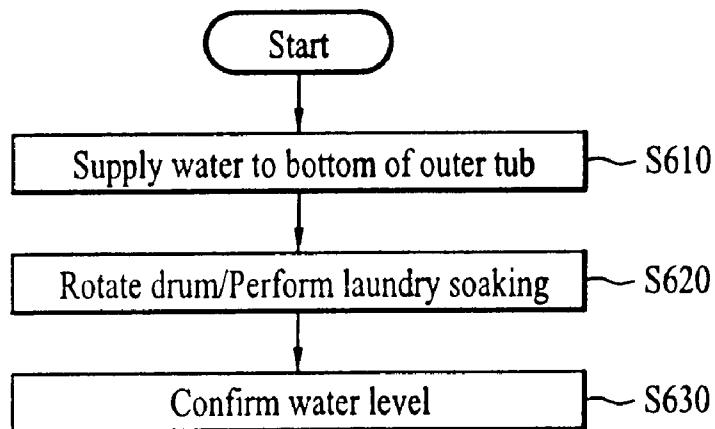 Start
Supply water to bottom of outer tub S610
Rotate drum/Perform laundry soaking S620
Confirm water level S630